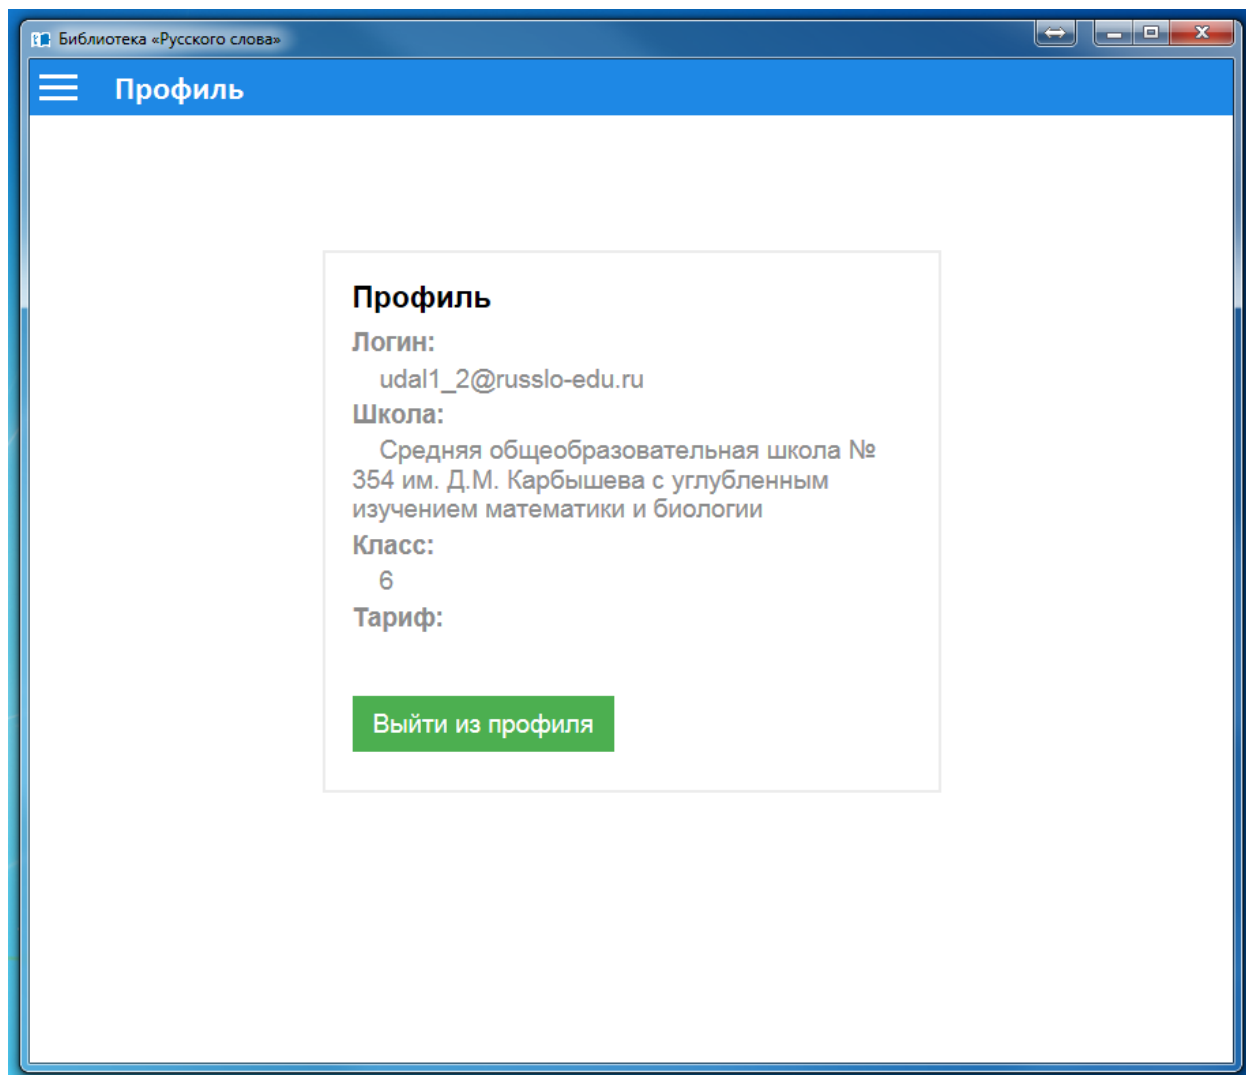 Библиотека «Русского слова»
Профиль
Профиль
Логин:
udal1_2@russlo-edu.ru
Школа:
Средняя общеобразовательная школа №
354 им. Д.М. Карбышева с углубленным
изучением математики и биологии
Класс:
6
Тариф:
Выйти из профиля